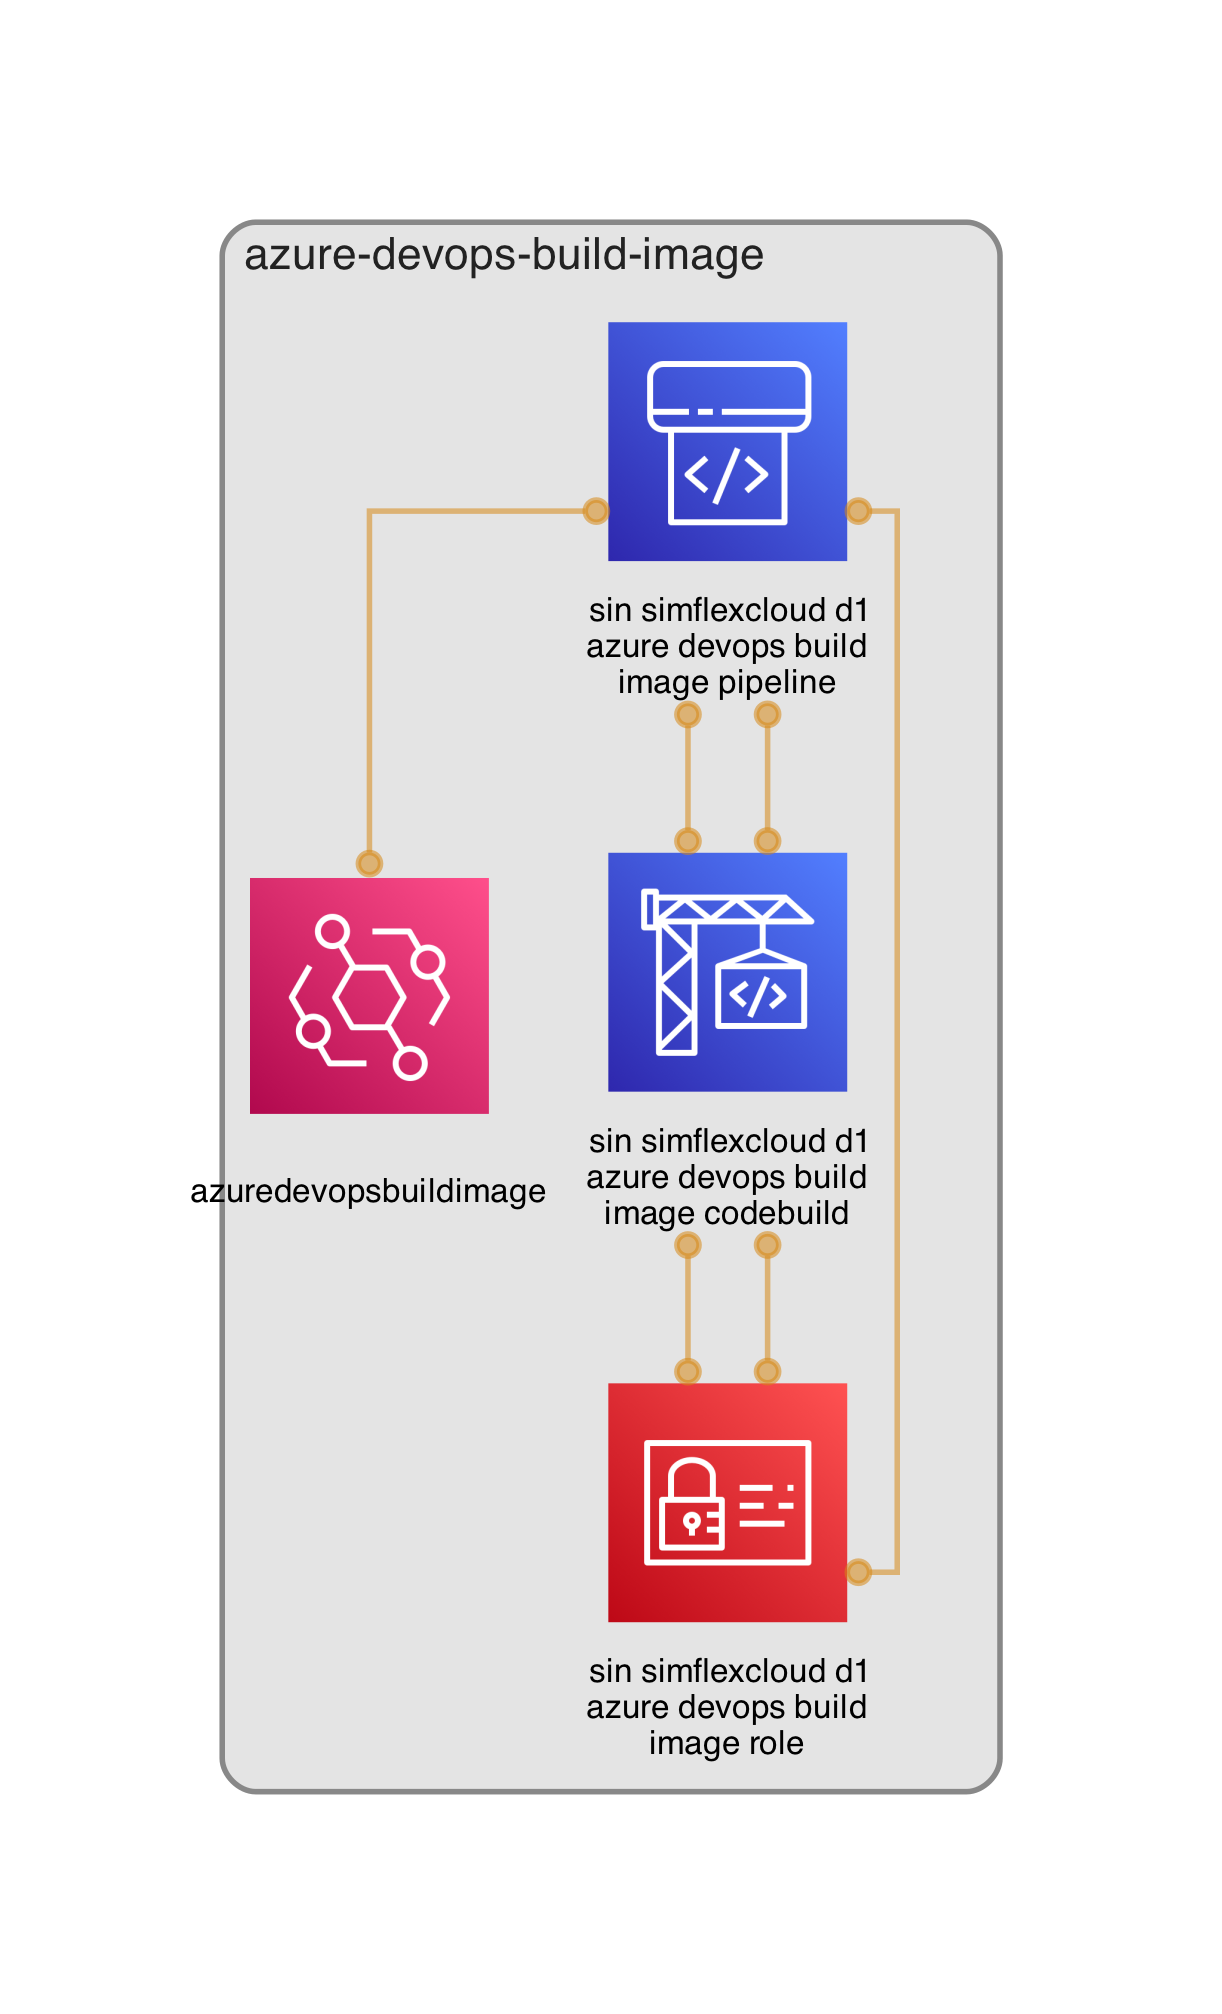 azure-devops-build-image
sin simflexcloud d1
azure devops build
image pipeline
sin simflexcloud d1
azure devops build
image codebuild
azuredevopsbuildimage
sin simflexcloud d1
azure devops build
image role